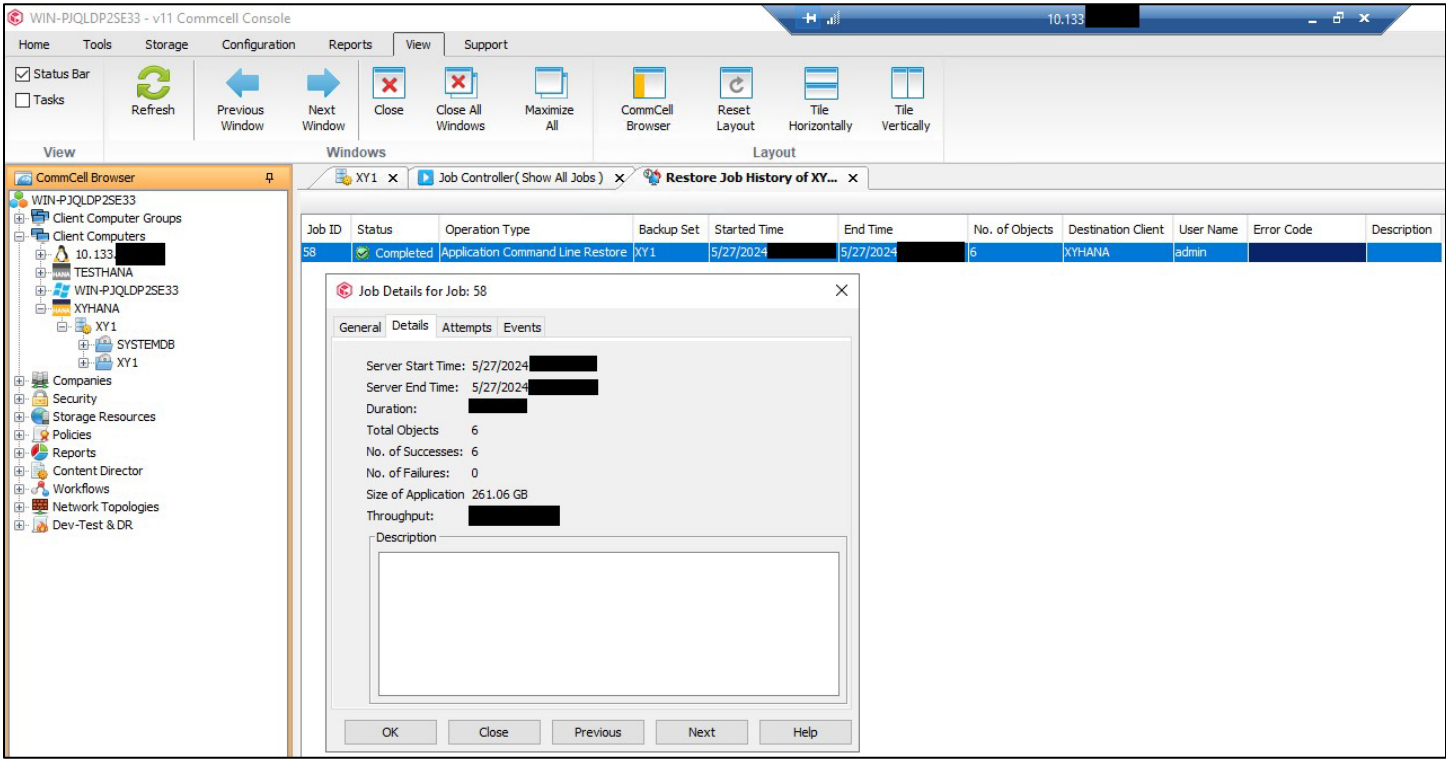 WIN-PJQLDP2SE33 - v11 Commcell Console
10.133
Home Tools Storage Configuration Reports View Support
Status Bar
Tasks
Refresh
Previous Window
Next Window
Close
Close All Windows
Maximize All
CommCell Browser
Reset Layout
Tile Horizontally
Tile Vertically
View Windows Layout
CommCell Browser
WIN-PJQLDP2SE33
Client Computer Groups
Client Computers
10.133.
HANA TESTHANA
WIN-PJQLDP2SE33
HANA XYHANA
XY1
SYSTEMDB
XY1
Companies
Security
Storage Resources
Policies
Reports
Content Director
Workflows
Network Topologies
Dev-Test & DR
XY1 Job Controller( Show All Jobs ) Restore Job History of XY...
Job ID Status Operation Type Backup Set Started Time End Time No. of Objects Destination Client User Name Error Code Description
58 Completed Application Command Line Restore XY1 5/27/2024 5/27/2024 6 XYHANA admin
Job Details for Job: 58
General Details Attempts Events
Server Start Time: 5/27/2024
Server End Time: 5/27/2024
Duration:
Total Objects 6
No. of Successes: 6
No. of Failures: 0
Size of Application 261.06 GB
Throughput:
Description
OK Close Previous Next Help